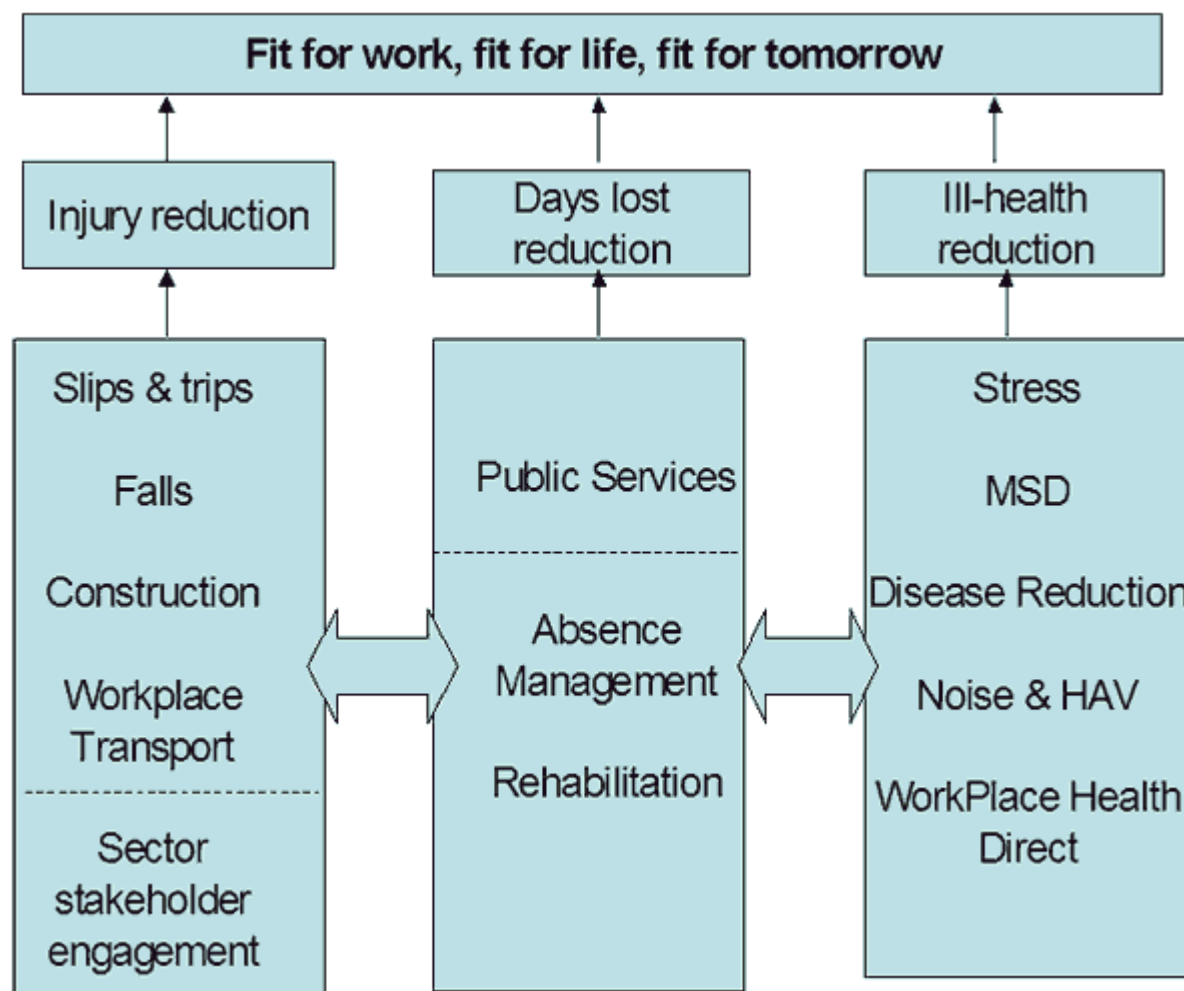 Fit for work, fit for life, fit for tomorrow
Injury reduction
Days lost
reduction
Ill-health
reduction
Slips & trips
Falls
Construction
Workplace
Transport
Sector
stakeholder
engagement
Public Services
Absence
Management
Rehabilitation
Stress
MSD
Disease Reduction
Noise & HAV
WorkPlace Health
Direct